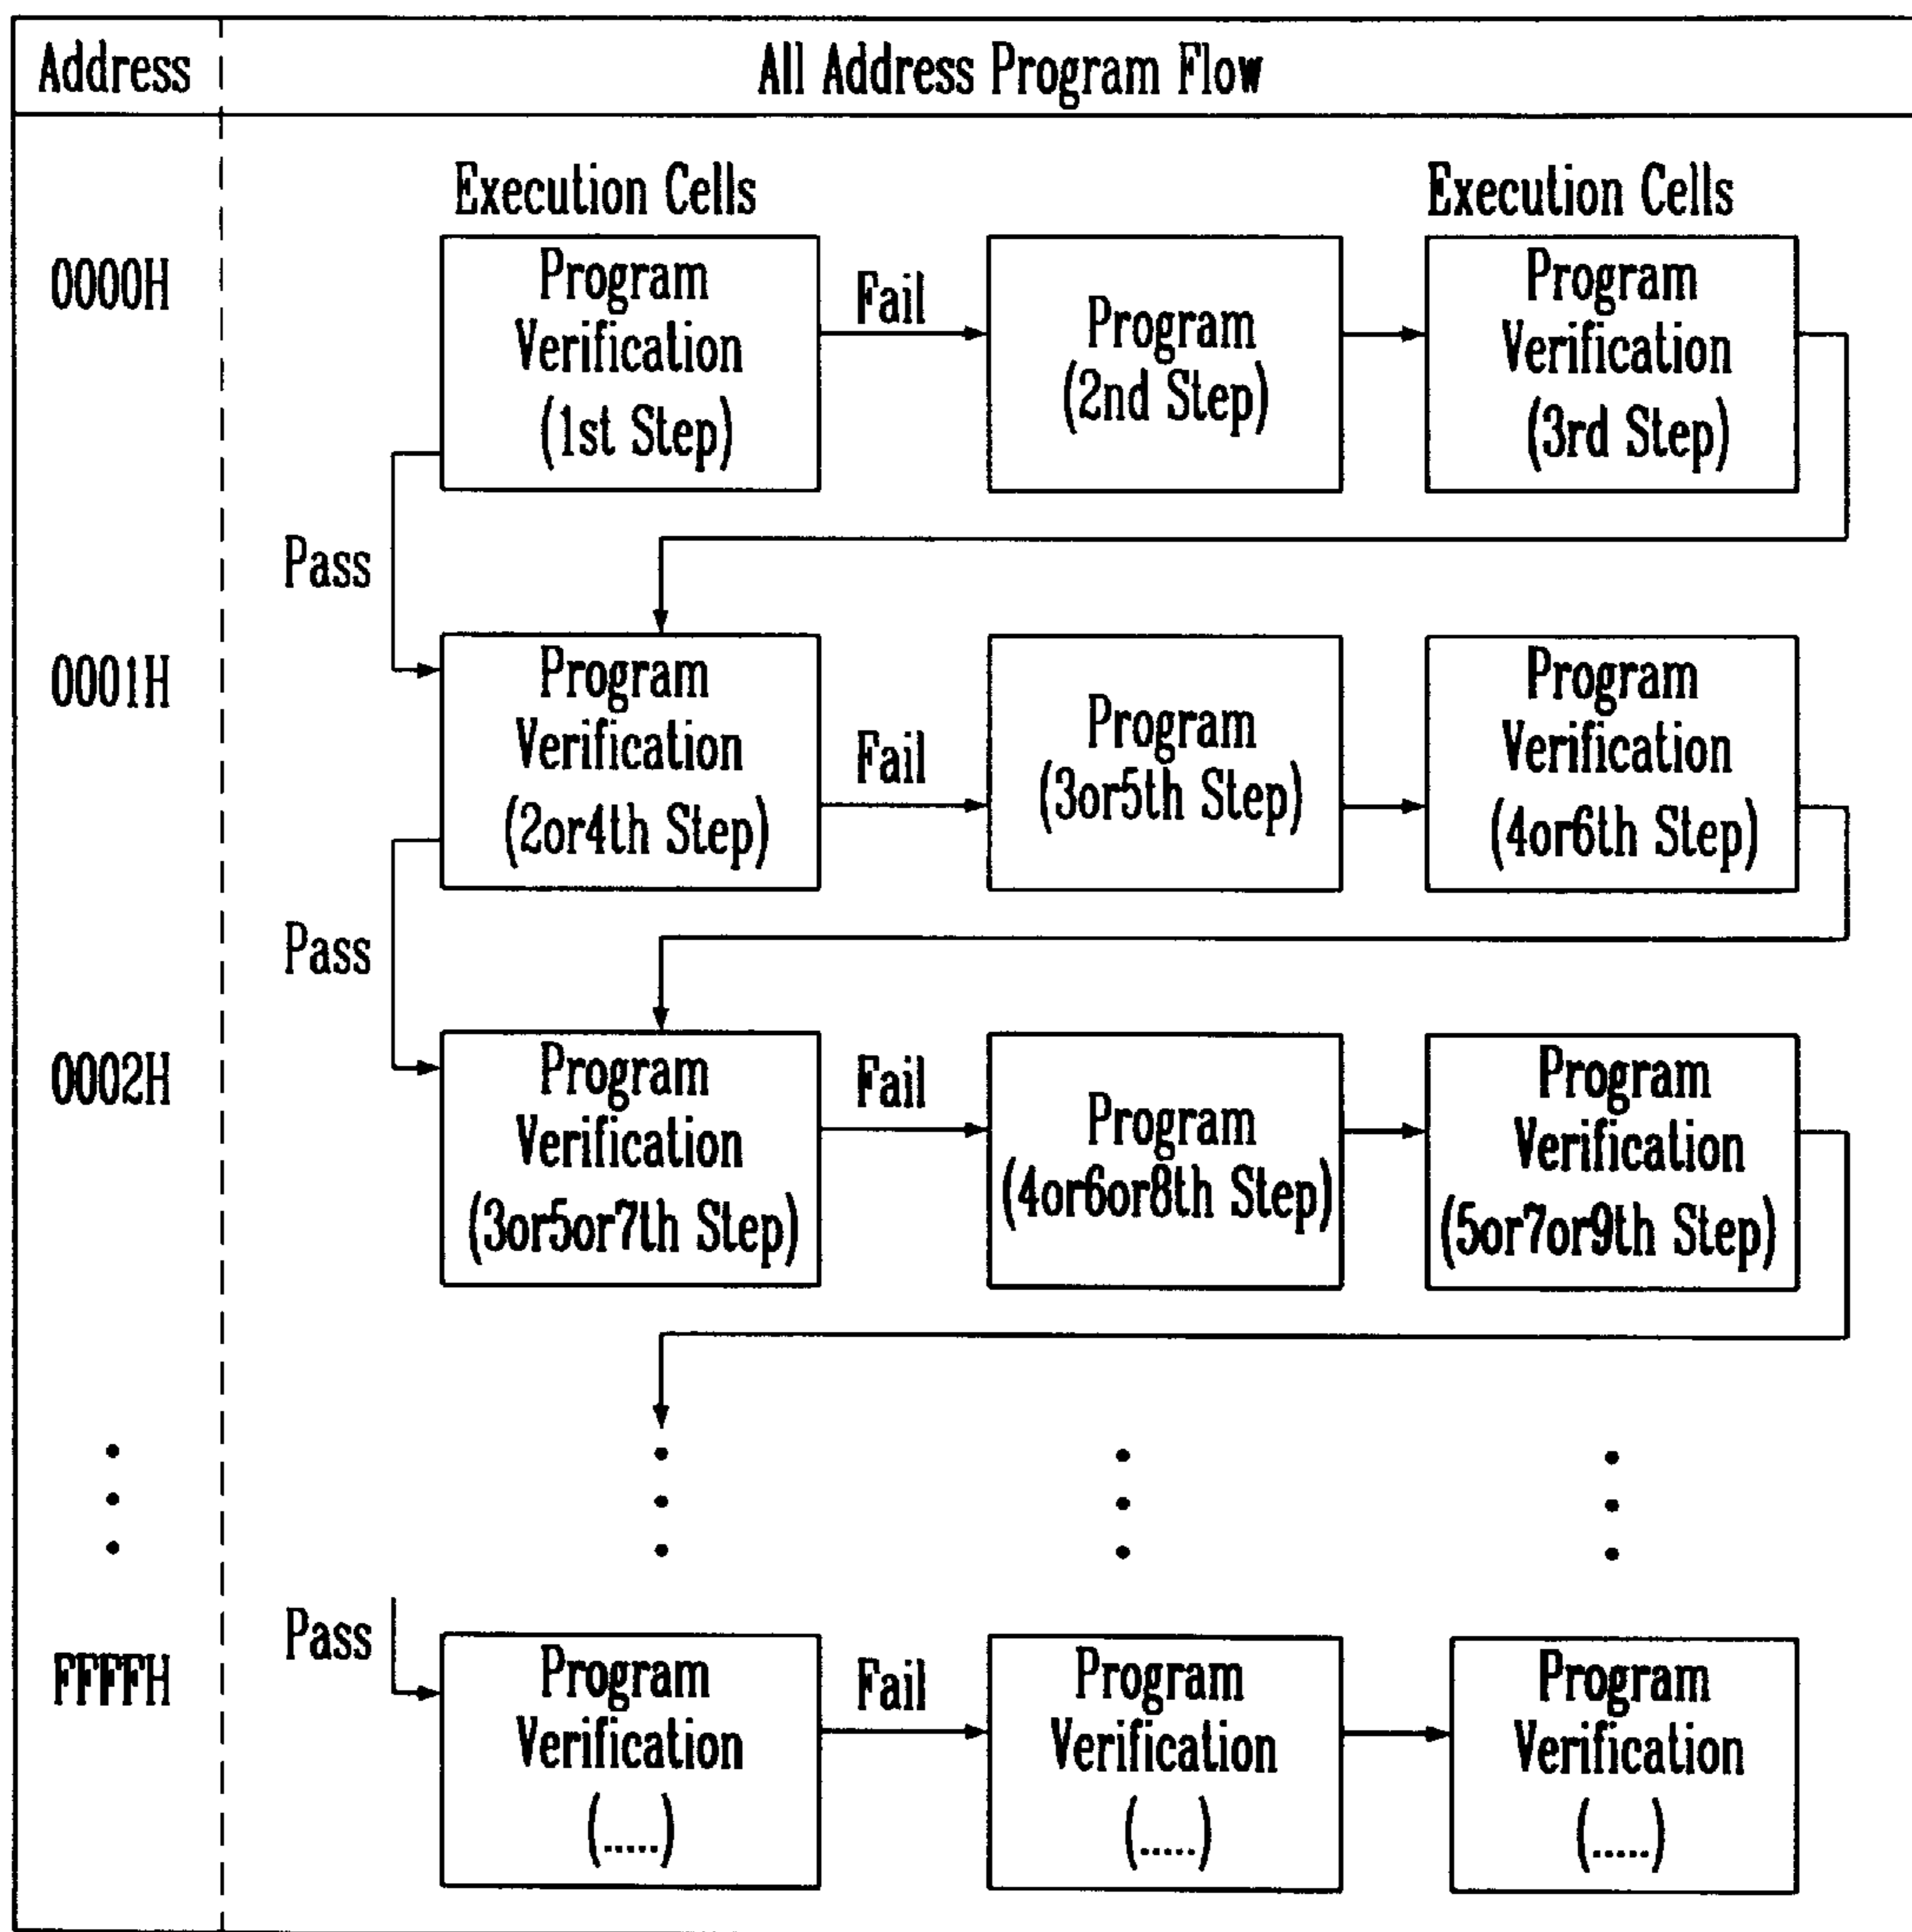 Address
All Address Program Flow
Execution Cells
Execution Cells
0000H
Program
Verification
(1st Step)
Fail
Program
(2nd Step)
Program
Verification
(3rd Step)
Pass
0001H
Program
Verification
(2or4th Step)
Fail
Program
(3or5th Step)
Program
Verification
(4or6th Step)
Pass
0002H
Program
Verification
(3or5or7th Step)
Fail
Program
(4or6or8th Step)
Program
Verification
(5or7or9th Step)
Pass
FFFFH
Program
Verification
(.....)
Fail
Program
Verification
(.....)
Program
Verification
(.....)